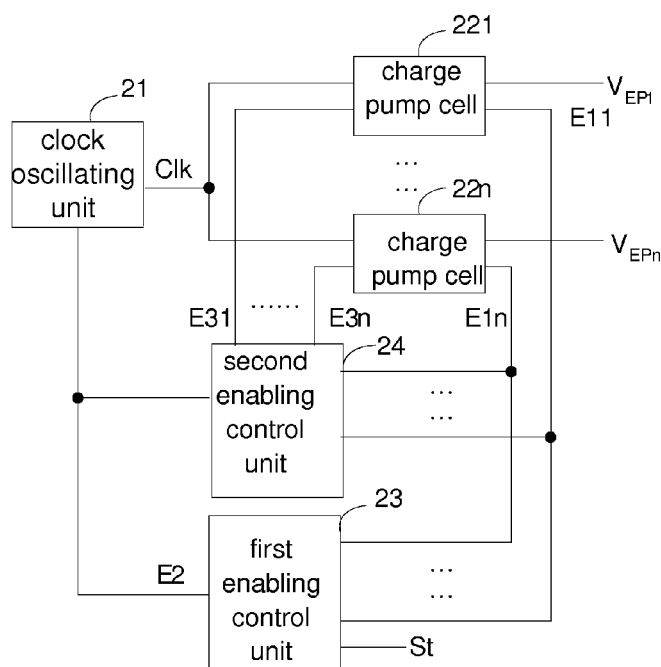 221
charge
pump cell
V_EP1
E11
21
clock
oscillating
unit
Clk
...
...
22n
charge
pump cell
V_EPn
......
E31
E3n
E1n
24
second
enabling
control
unit
...
...
23
first
enabling
control
unit
E2
...
...
St